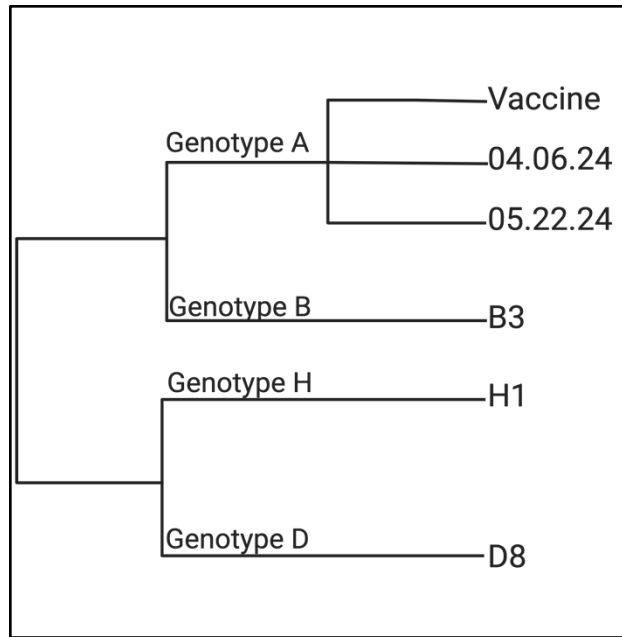 Vaccine
Genotype A
04.06.24
05.22.24
Genotype B
B3
Genotype H
H1
Genotype D
D8